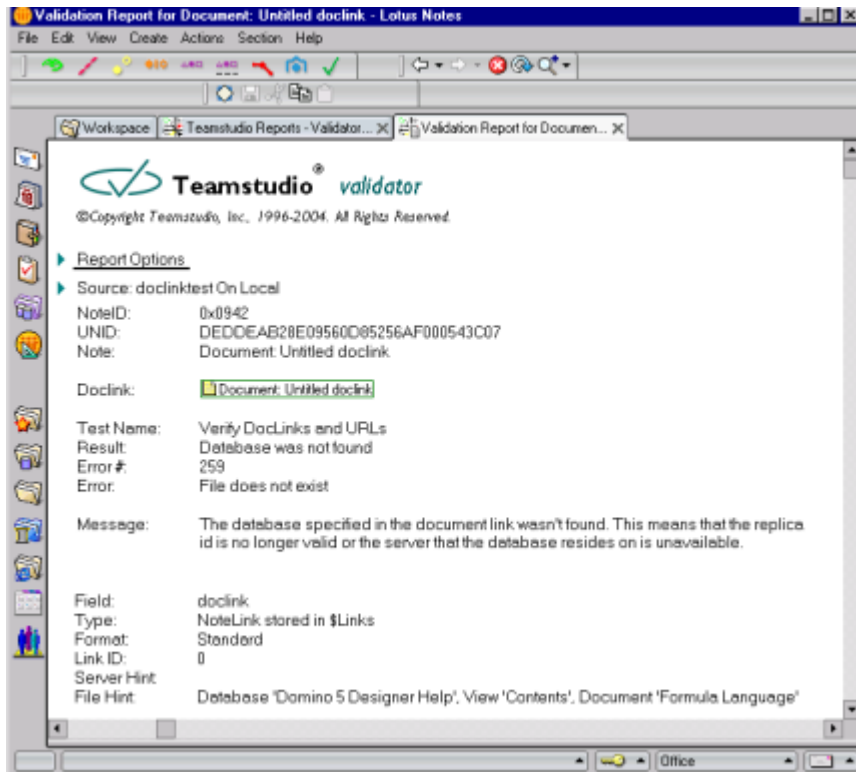 Validation Report for Document: Untitled doclink - Lotus Notes
File Edit View Create Actions Section Help
Workspace Teamstudio Reports - Validator... Validation Report for Documen...
Teamstudio® validator
©Copyright Teamstudio, Inc., 1996-2004. All Rights Reserved.
Report Options
Source: doclinktest On Local
NoteID: 0x0942
UNID: DEDDEAB28E09560D85256AF000543C07
Note: Document: Untitled doclink
Doclink: Document: Untitled doclink
Test Name: Verify DocLinks and URLs
Result: Database was not found
Error #: 259
Error: File does not exist
Message: The database specified in the document link wasn't found. This means that the replica
id is no longer valid or the server that the database resides on is unavailable.
Field: doclink
Type: NoteLink stored in $Links
Format: Standard
Link ID: 0
Server Hint
File Hint Database 'Domino 5 Designer Help', View 'Contents', Document 'Formula Language'
Office